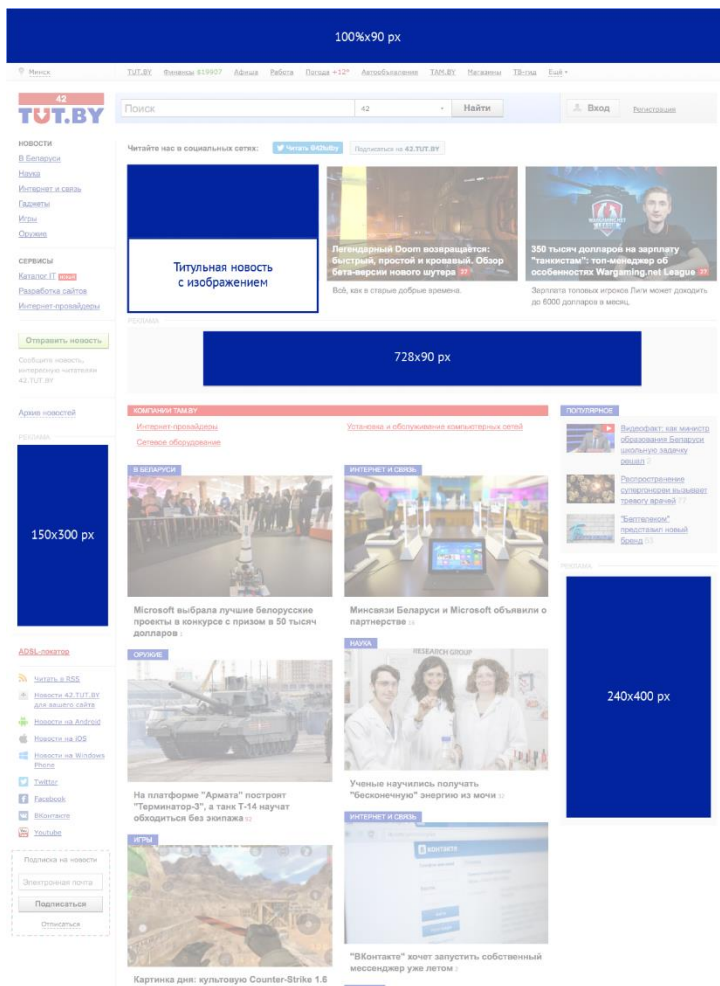 100%x90 px
Минск
TUT.BY Финансы $19937 Афиша Работа Погода +12° Автообъявления TAM.BY Магазины ТВ-гид Ещё
42
TUT.BY
Поиск 42 Найти
Вход Регистрация
НОВОСТИ
В Беларуси
Наука
Интернет и связь
Гаджеты
Игры
Оружие
СЕРВИСЫ
Каталог IT
Разработка сайтов
Интернет-провайдеры
Отправить новость
Сообщите новость,
интересную читателям
42.TUT.BY
Архив новостей
РЕКЛАМА
150x300 px
ADSL-локатор
Читать в RSS
Новости 42.TUT.BY
для вашего сайта
Новости на Android
Новости на iOS
Новости на Windows
Phone
Twitter
Facebook
ВКонтакте
Youtube
Подписка на новости
Электронная почта
Подписаться
Отписаться
Читайте нас в социальных сетях: Читать @42tutby Подписаться на 42.TUT.BY
Титульная новость
с изображением
Легендарный Doom возвращается:
быстрый, простой и кровавый. Обзор
бета-версии нового шутера 37
Всё, как в старые добрые времена.
WARGAMING.NET
LEAGUE
350 тысяч долларов на зарплату
"танкистам": топ-менеджер об
особенностях Wargaming.net League 37
Зарплата топовых игроков Лиги может доходить
до 6000 долларов в месяц.
РЕКЛАМА
728x90 px
КОМПАНИИ TAM.BY
Интернет-провайдеры
Установка и обслуживание компьютерных сетей
Сетевое оборудование
В БЕЛАРУСИ
Microsoft выбрала лучшие белорусские
проекты в конкурсе с призом в 50 тысяч
долларов
ИНТЕРНЕТ И СВЯЗЬ
Минсвязи Беларуси и Microsoft объявили о
партнерстве
ОРУЖИЕ
На платформе "Армата" построят
"Терминатор-3", а танк Т-14 научат
обходиться без экипажа
НАУКА
RESEARCH GROUP
Ученые научились получать
"бесконечную" энергию из мочи
ИГРЫ
Картинка дня: культовую Counter-Strike 1.6
ИНТЕРНЕТ И СВЯЗЬ
ВКОНТАКТЕ
"ВКонтакте" хочет запустить собственный
мессенджер уже летом
ПОПУЛЯРНОЕ
Видеофакт: как министр
образования Беларуси
школьную задачку
решал
Распространение
супергонореи вызывает
тревогу врачей
"Белтелеком"
представил новый
бренд
РЕКЛАМА
240x400 px